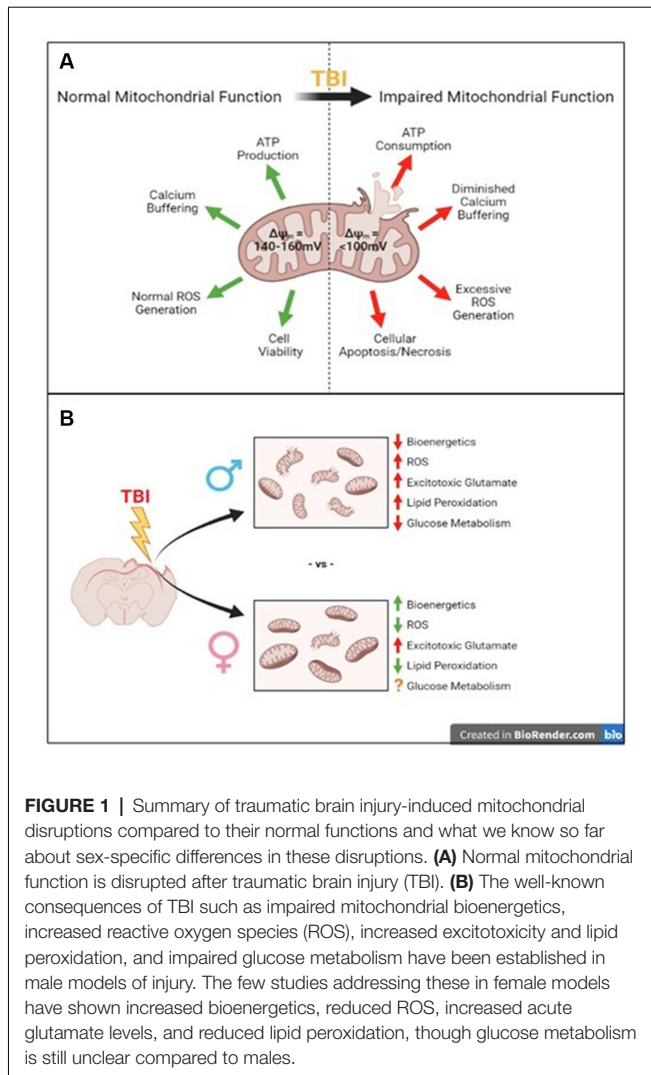 A
TBI
Normal Mitochondrial Function
Impaired Mitochondrial Function
ATP
Production
ATP
Consumption
Calcium
Buffering
Diminished
Calcium
Buffering
Δψm =
140-160mV
Δψm =
<100mV
Normal ROS
Generation
Excessive
ROS
Generation
Cell
Viability
Cellular
Apoptosis/Necrosis
B
TBI
Bioenergetics
ROS
Excitotoxic Glutamate
Lipid Peroxidation
Glucose Metabolism
- vs -
Bioenergetics
ROS
Excitotoxic Glutamate
Lipid Peroxidation
? Glucose Metabolism
Created in BioRender.com bio
FIGURE 1 | Summary of traumatic brain injury-induced mitochondrial
disruptions compared to their normal functions and what we know so far
about sex-specific differences in these disruptions. (A) Normal mitochondrial
function is disrupted after traumatic brain injury (TBI). (B) The well-known
consequences of TBI such as impaired mitochondrial bioenergetics,
increased reactive oxygen species (ROS), increased excitotoxicity and lipid
peroxidation, and impaired glucose metabolism have been established in
male models of injury. The few studies addressing these in female models
have shown increased bioenergetics, reduced ROS, increased acute
glutamate levels, and reduced lipid peroxidation, though glucose metabolism
is still unclear compared to males.